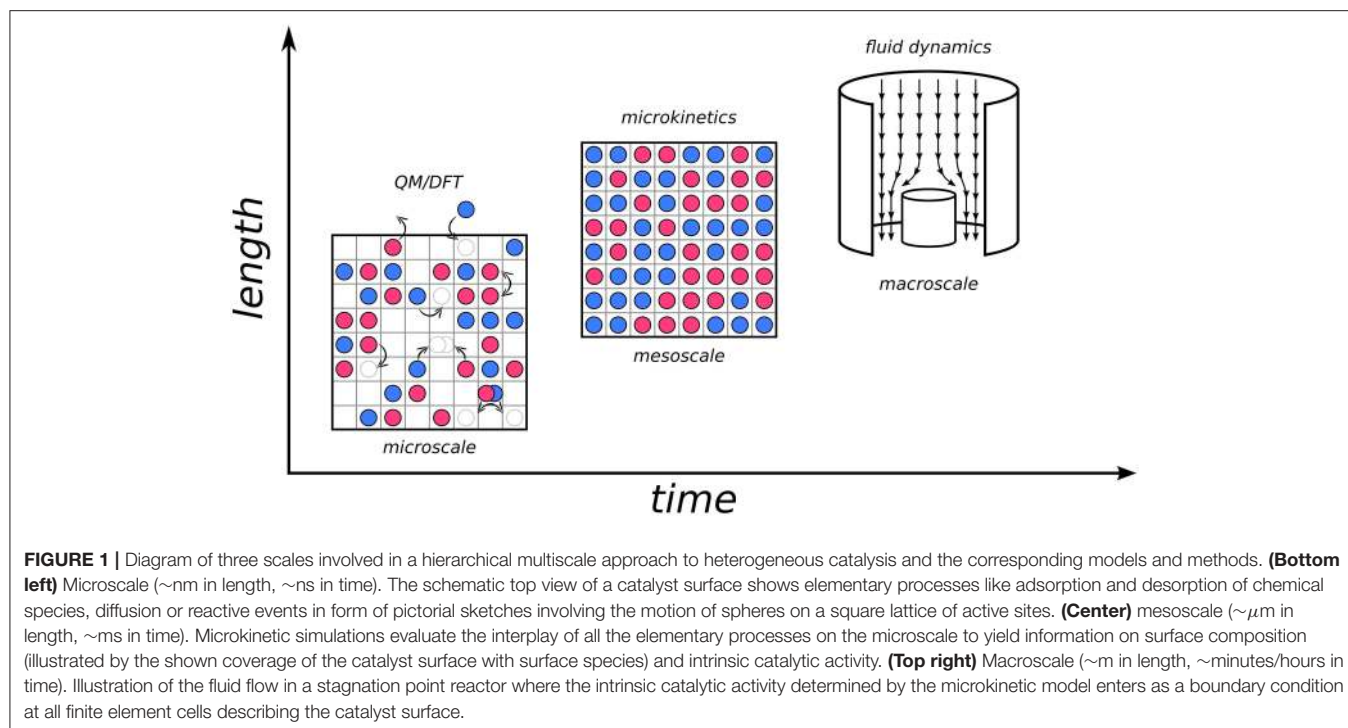 fluid dynamics
microkinetics
QM/DFT
length
macroscale
mesoscale
microscale
time
FIGURE 1 | Diagram of three scales involved in a hierarchical multiscale approach to heterogeneous catalysis and the corresponding models and methods. (Bottom
left) Microscale (∼nm in length, ∼ns in time). The schematic top view of a catalyst surface shows elementary processes like adsorption and desorption of chemical
species, diffusion or reactive events in form of pictorial sketches involving the motion of spheres on a square lattice of active sites. (Center) mesoscale (∼μm in
length, ∼ms in time). Microkinetic simulations evaluate the interplay of all the elementary processes on the microscale to yield information on surface composition
(illustrated by the shown coverage of the catalyst surface with surface species) and intrinsic catalytic activity. (Top right) Macroscale (∼m in length, ∼minutes/hours in
time). Illustration of the fluid flow in a stagnation point reactor where the intrinsic catalytic activity determined by the microkinetic model enters as a boundary condition
at all finite element cells describing the catalyst surface.